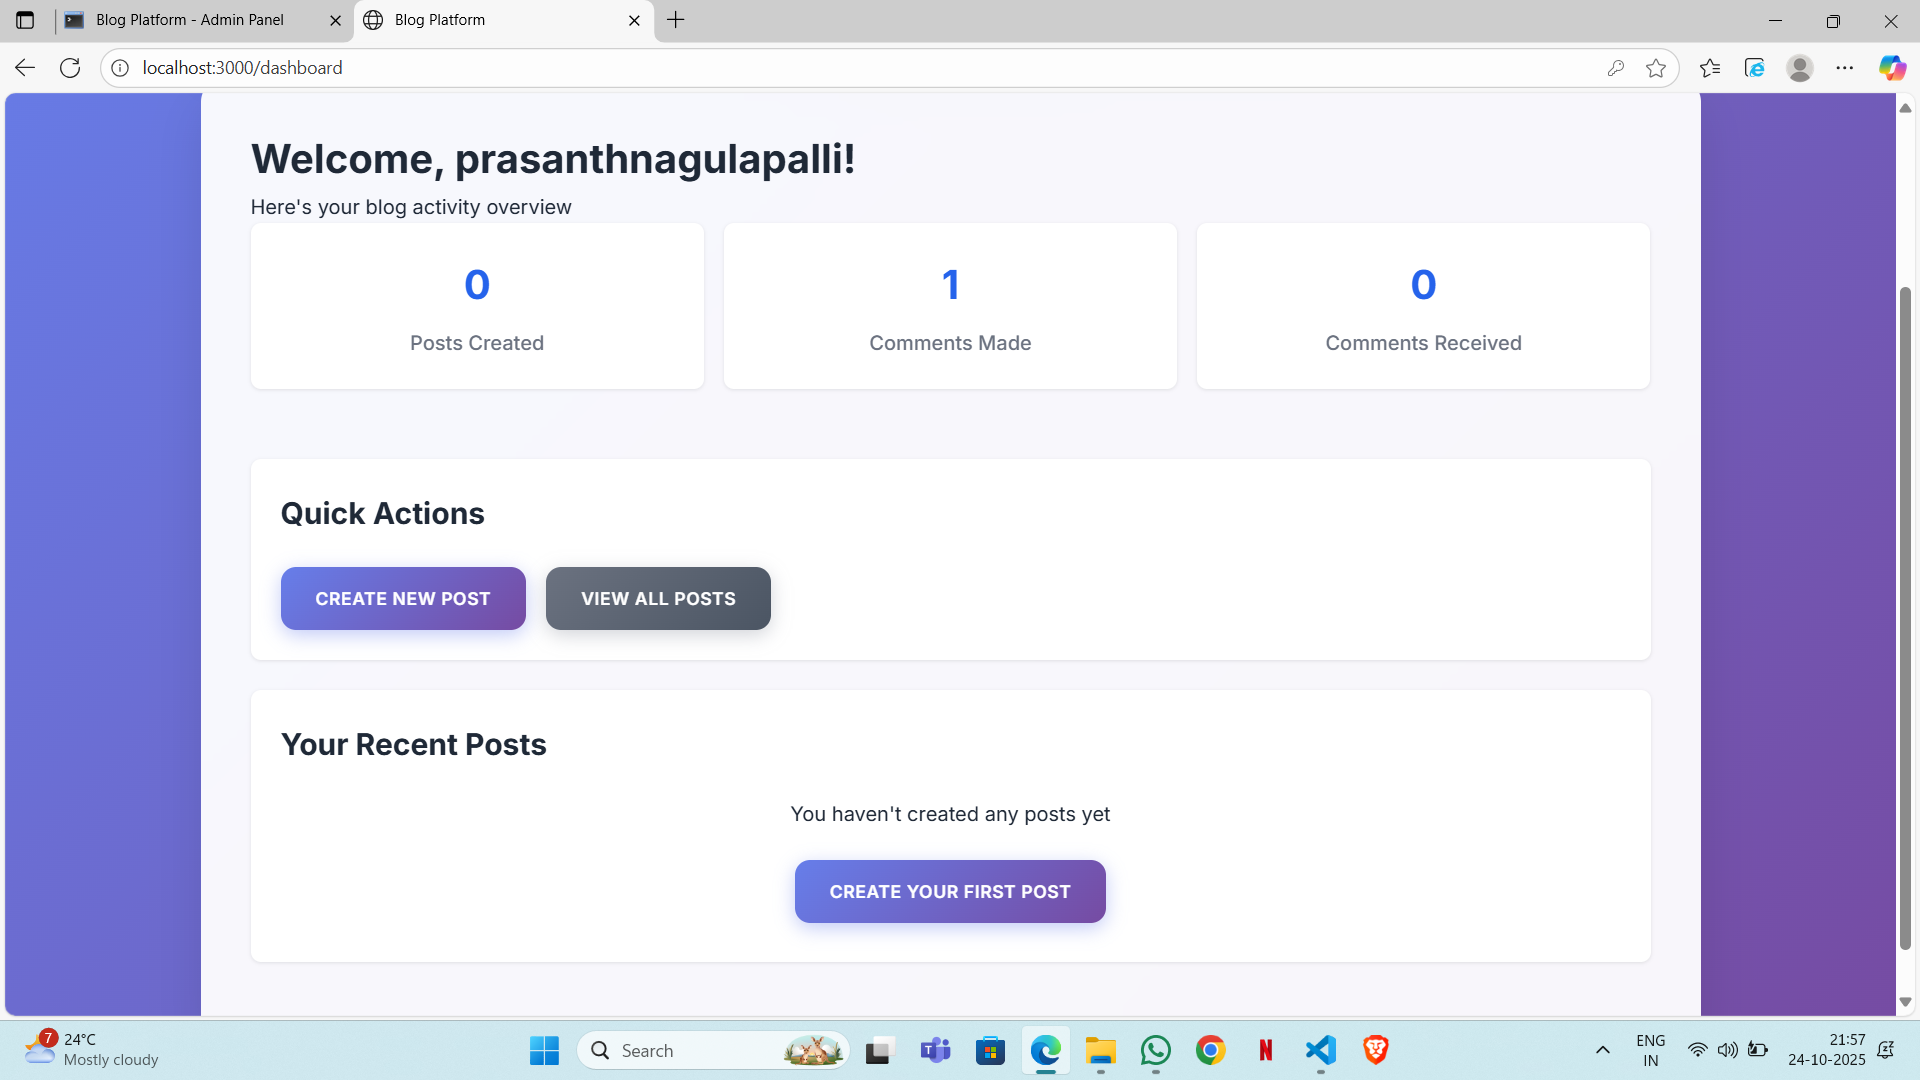 Blog Platform - Admin Panel
Blog Platform
localhost:3000/dashboard
Welcome, prasanthnagulapalli!
Here's your blog activity overview
0
Posts Created
1
Comments Made
0
Comments Received
Quick Actions
CREATE NEW POST
VIEW ALL POSTS
Your Recent Posts
You haven't created any posts yet
CREATE YOUR FIRST POST
7
24°C
Mostly cloudy
Search
T
N
ENG
IN
21:57
24-10-2025